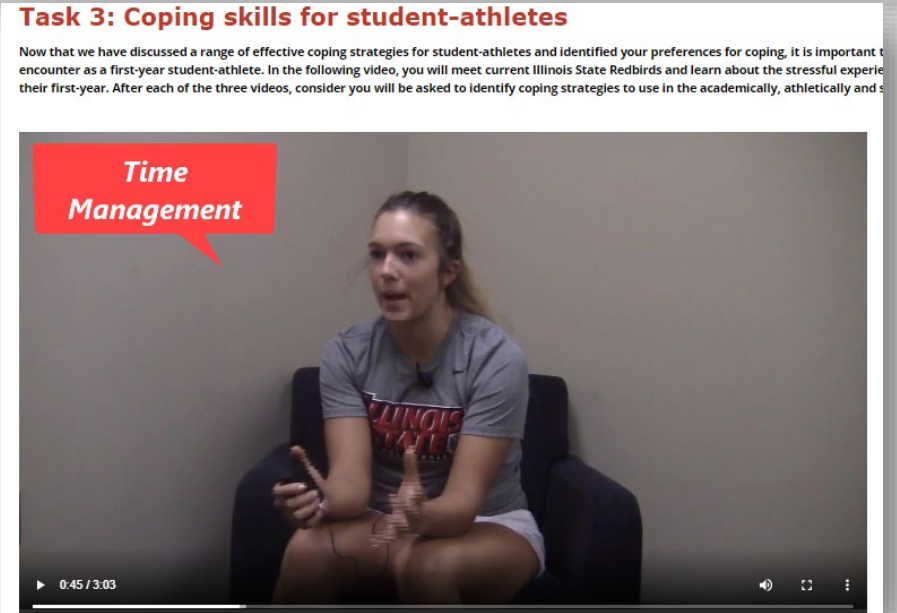 Task 3: Coping skills for student-athletes
Now that we have discussed a range of effective coping strategies for student-athletes and identified your preferences for coping, it is important
encounter as a first-year student-athlete. In the following video, you will meet current Illinois State Redbirds and learn about the stressful
their first-year. After each of the three videos, consider you will be asked to identify coping strategies to use in the academically, athletically and
Time
Management
ILLINOIS
STATE
0:45 / 3:03